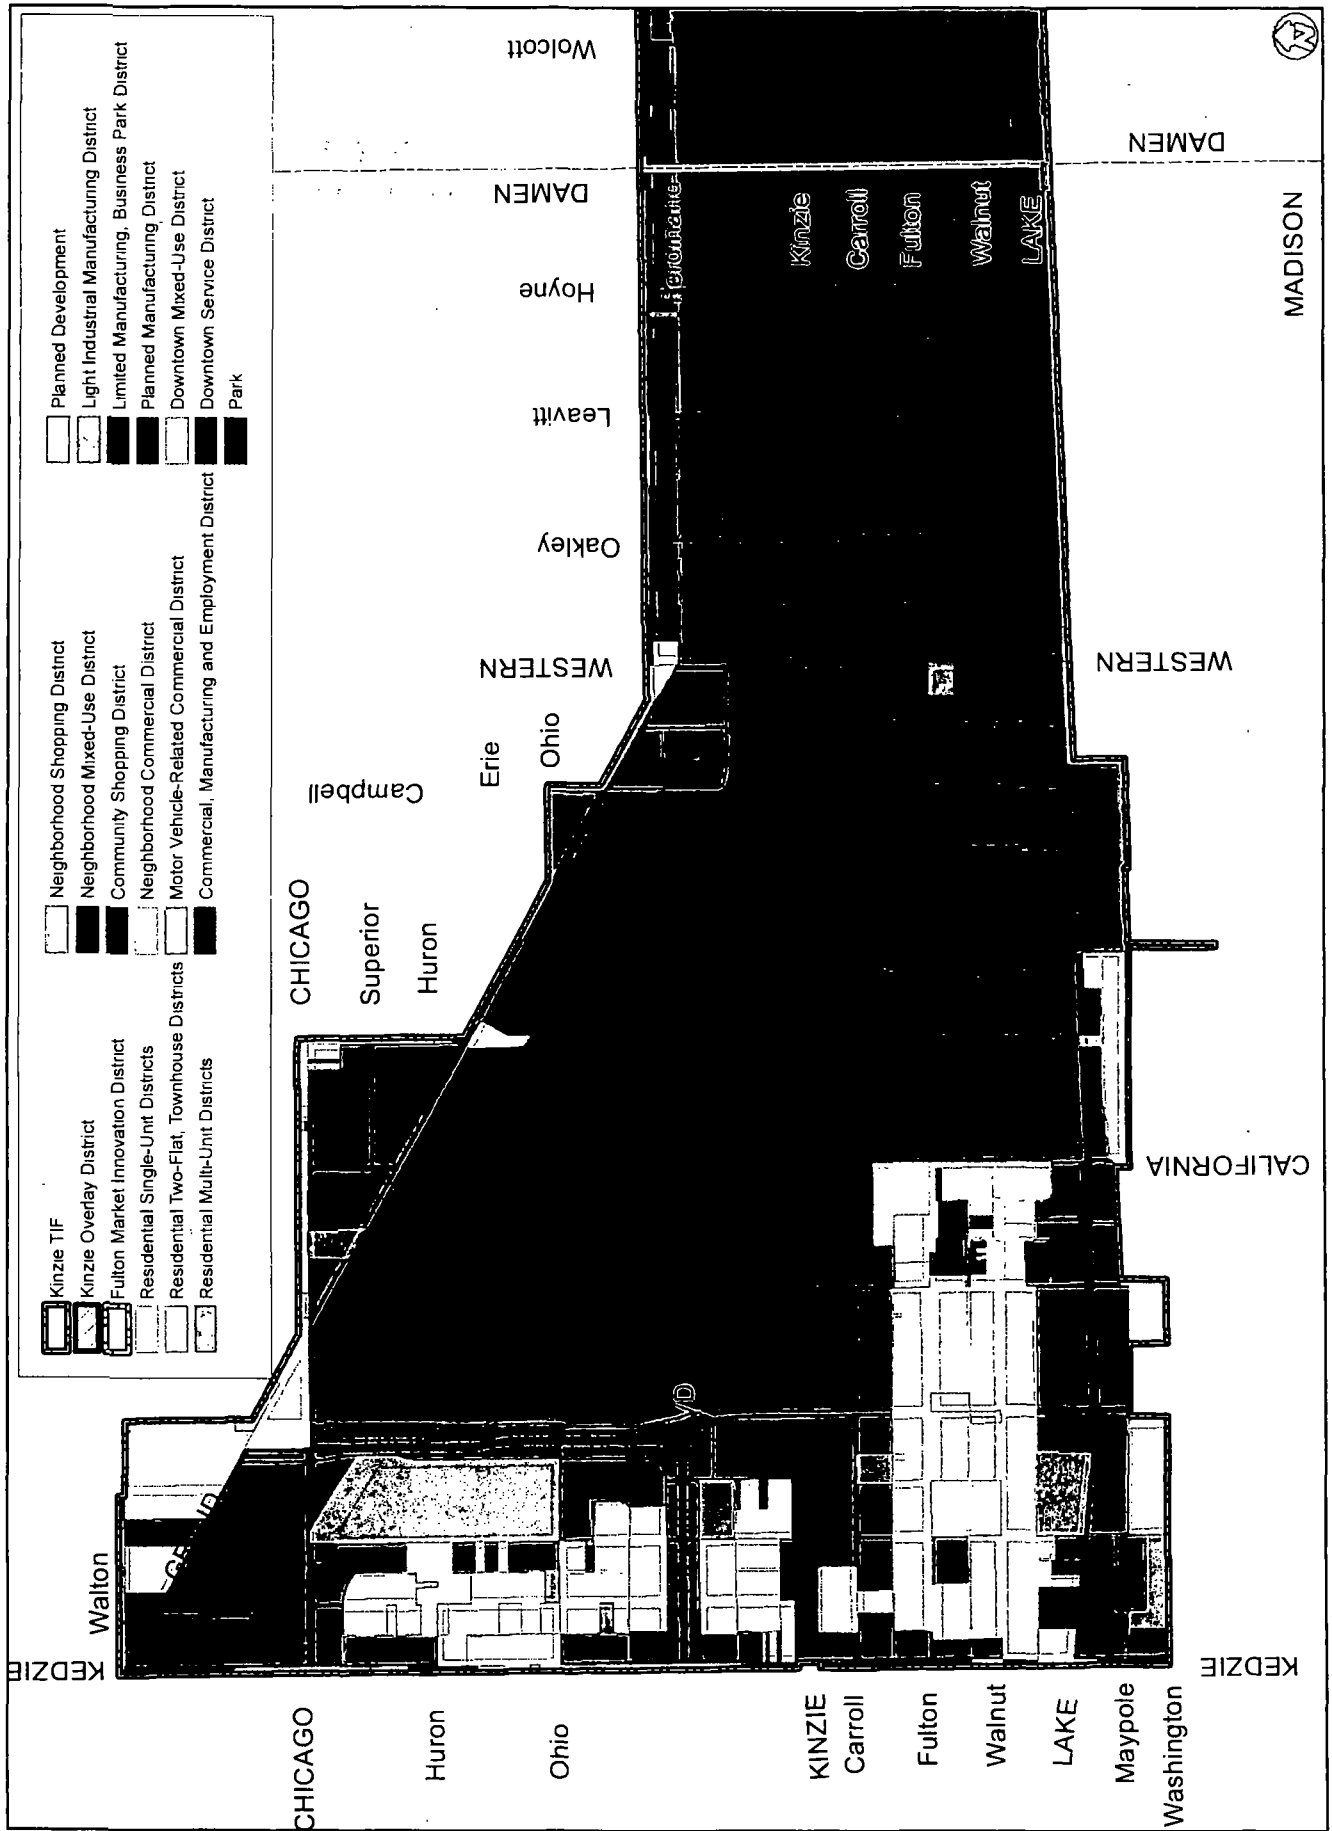 Kinzie TIF
Kinzie Overlay District
Fulton Market Innovation District
Residential Single-Unit Districts
Residential Two-Flat, Townhouse Districts
Residential Multi-Unit Districts
Neighborhood Shopping District
Neighborhood Mixed-Use District
Community Shopping District
Neighborhood Commercial District
Motor Vehicle-Related Commercial District
Commercial, Manufacturing and Employment District
Planned Development
Light Industrial Manufacturing District
Limited Manufacturing, Business Park District
Planned Manufacturing District
Downtown Mixed-Use District
Downtown Service District
Park
KEDZIE
Walton
CHICAGO
Huron
Ohio
KINZIE
Carroll
Fulton
Walnut
LAKE
Maypole
Washington
KEDZIE
CHICAGO
Superior
Huron
Campbell
Erie
Ohio
WESTERN
Oakley
Leavitt
Hoyne
DAMEN
Wolcott
Kinzie
Carroll
Fulton
Walnut
LAKE
CALIFORNIA
WESTERN
DAMEN
MADISON
N